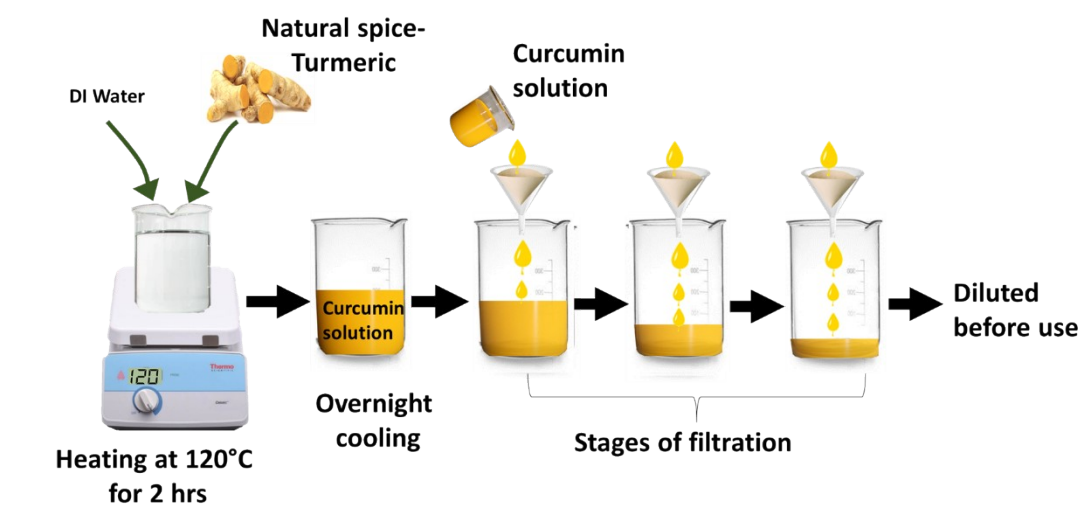 Natural spice-
Turmeric
DI Water
Curcumin
solution
Curcumin
solution
120
Thermo
Overnight
cooling
Heating at 120°C
for 2 hrs
Stages of filtration
Diluted
before use